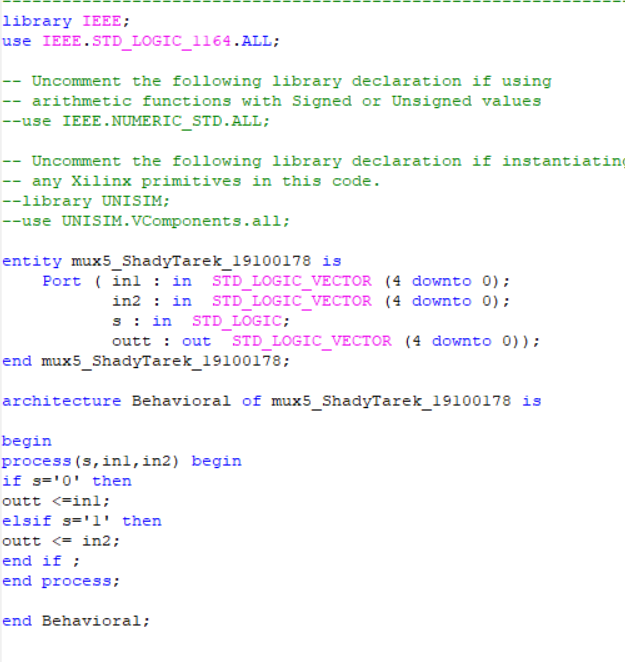 ----------------------------------------------------------------
library IEEE;
use IEEE.STD_LOGIC_1164.ALL;

-- Uncomment the following library declaration if using
-- arithmetic functions with Signed or Unsigned values
--use IEEE.NUMERIC_STD.ALL;

-- Uncomment the following library declaration if instantiating
-- any Xilinx primitives in this code.
--library UNISIM;
--use UNISIM.VComponents.all;

entity mux5_ShadyTarek_19100178 is
    Port ( in1 : in  STD_LOGIC_VECTOR (4 downto 0);
           in2 : in  STD_LOGIC_VECTOR (4 downto 0);
           s : in  STD_LOGIC;
           outt : out  STD_LOGIC_VECTOR (4 downto 0));
end mux5_ShadyTarek_19100178;

architecture Behavioral of mux5_ShadyTarek_19100178 is

begin
process(s,in1,in2) begin
if s='0' then
outt <=in1;
elsif s='1' then
outt <= in2;
end if ;
end process;

end Behavioral;